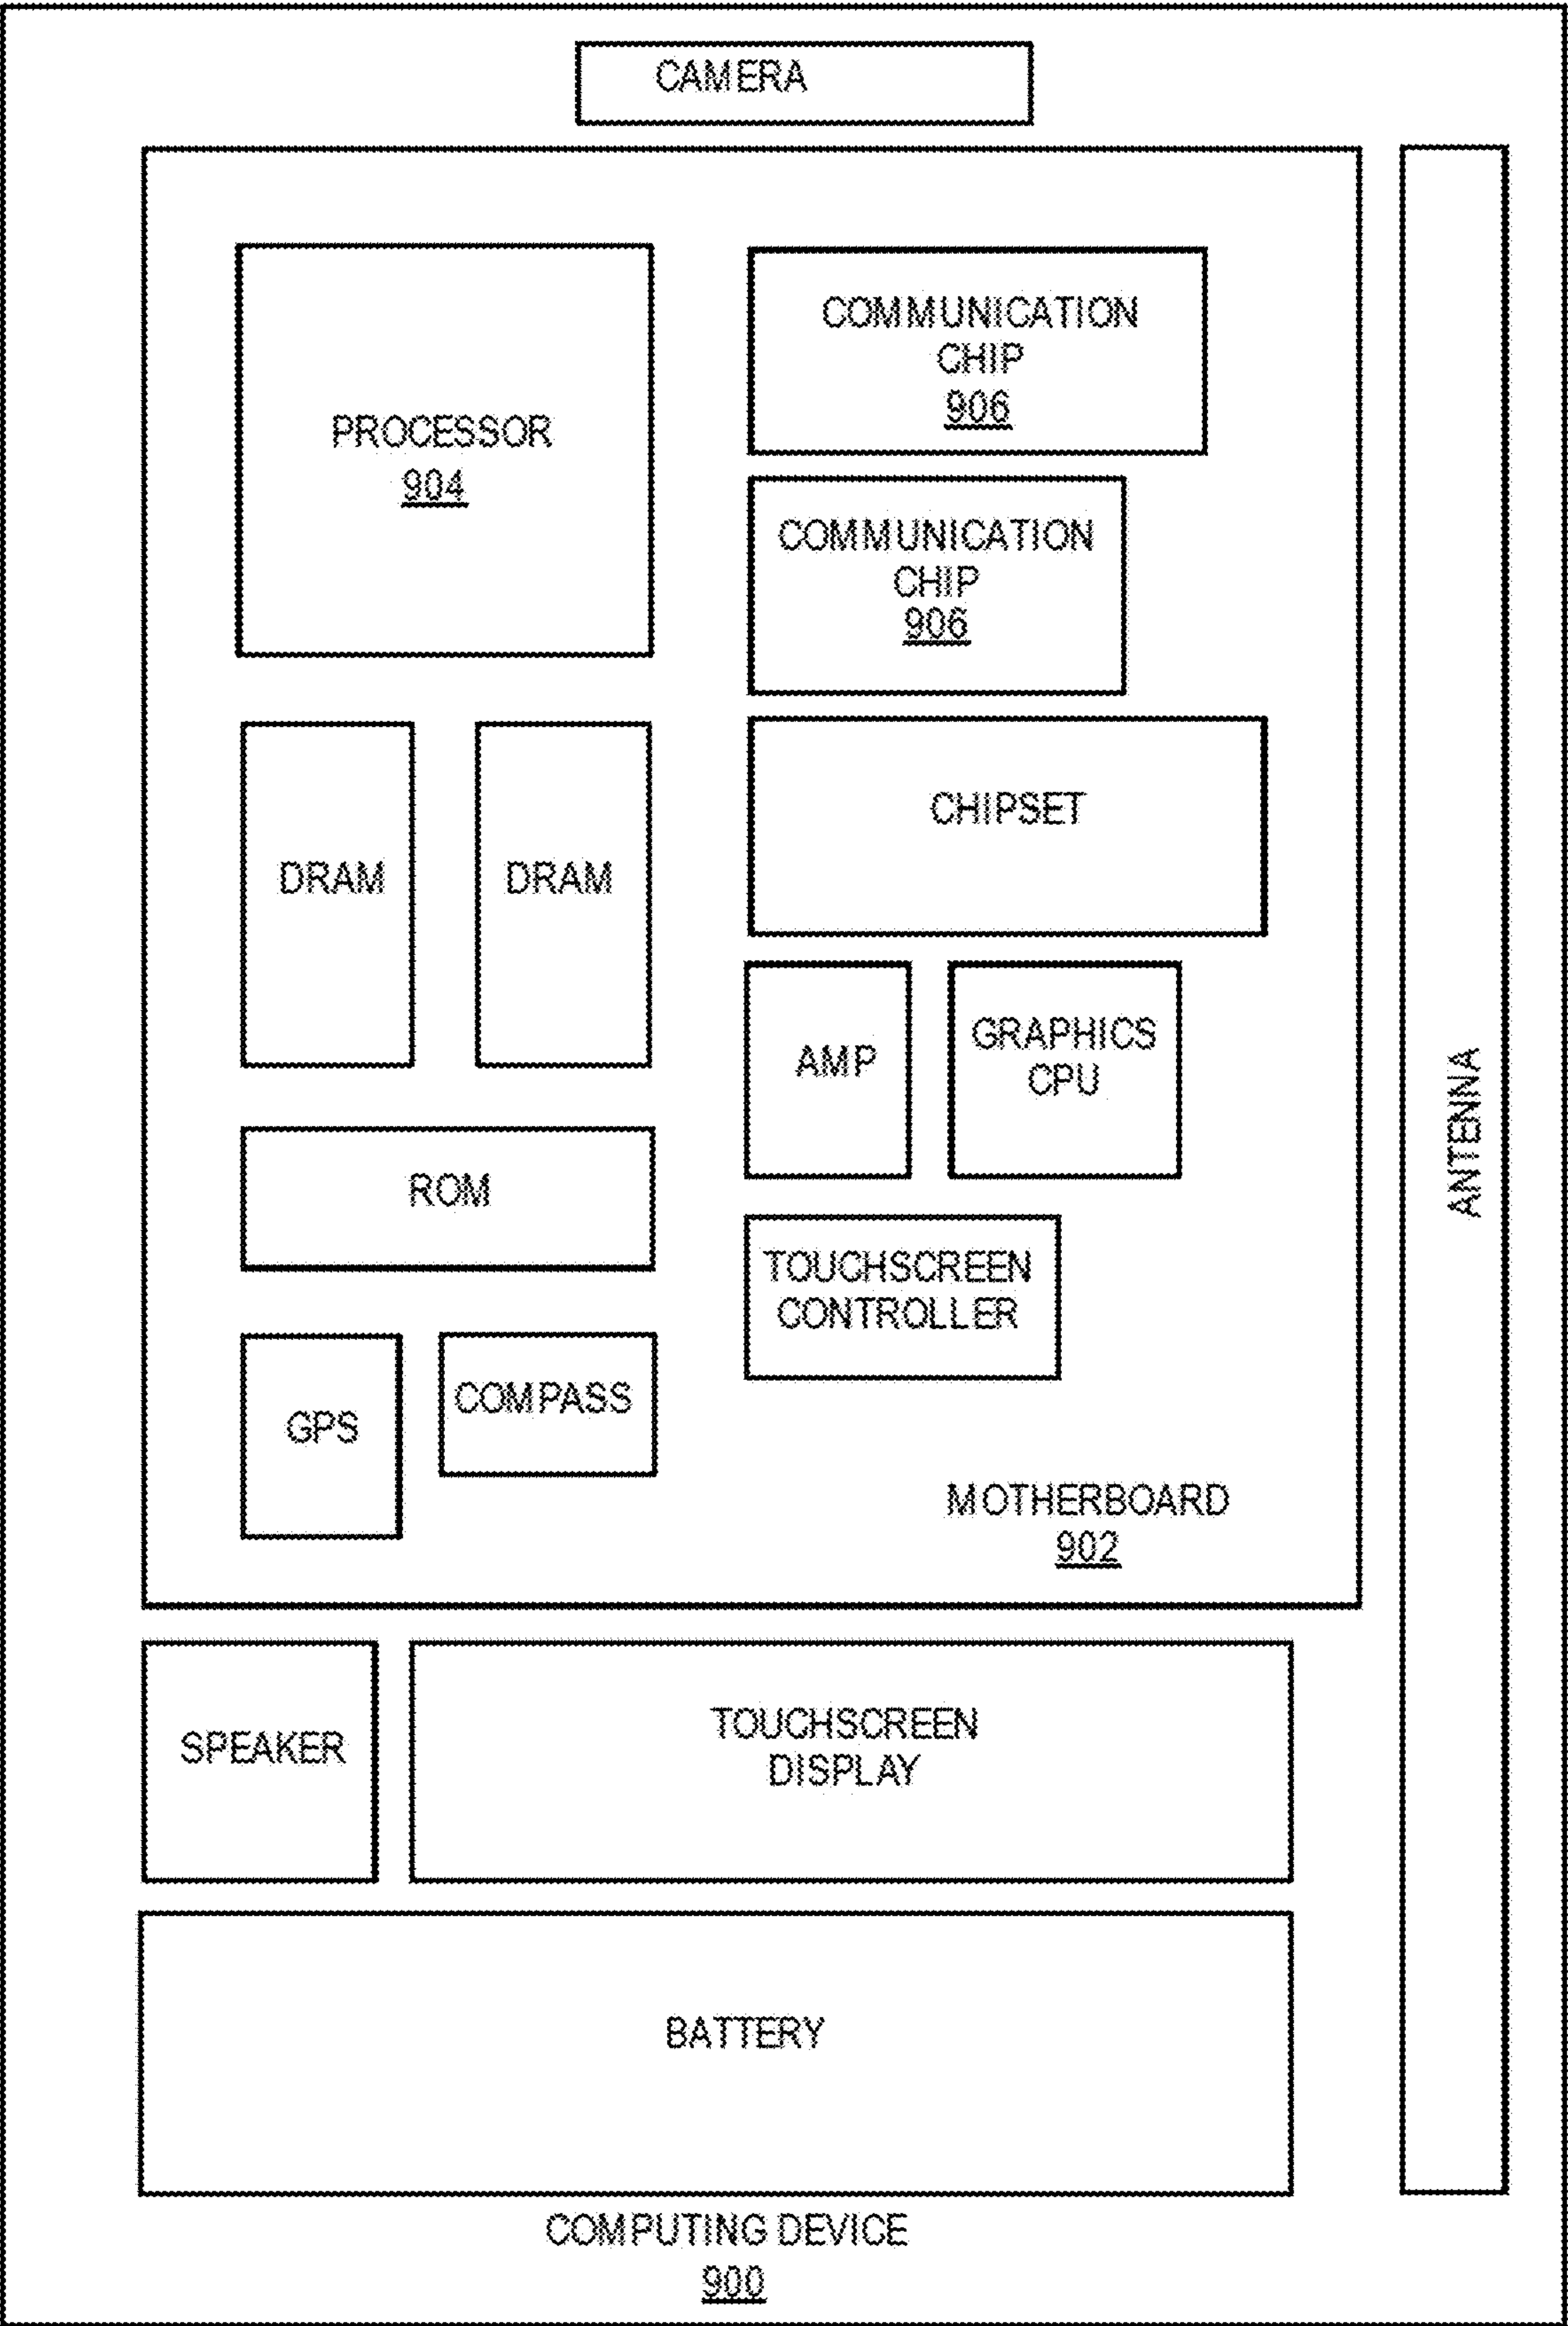 CAMERA
PROCESSOR
904
COMMUNICATION
CHIP
906
COMMUNICATION
CHIP
906
DRAM
DRAM
CHIPSET
AMP
GRAPHICS
CPU
ROM
TOUCHSCREEN
CONTROLLER
GPS
COMPASS
MOTHERBOARD
902
ANTENNA
SPEAKER
TOUCHSCREEN
DISPLAY
BATTERY
COMPUTING DEVICE
900